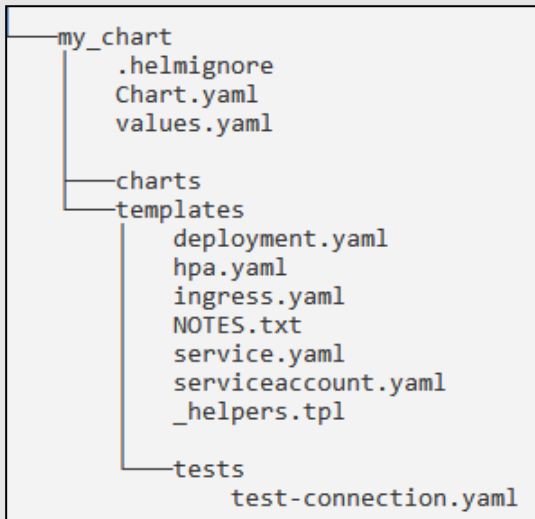 my_chart
.helmignore
Chart.yaml
values.yaml
charts
templates
deployment.yaml
hpa.yaml
ingress.yaml
NOTES.txt
service.yaml
serviceaccount.yaml
_helpers.tpl
tests
test-connection.yaml